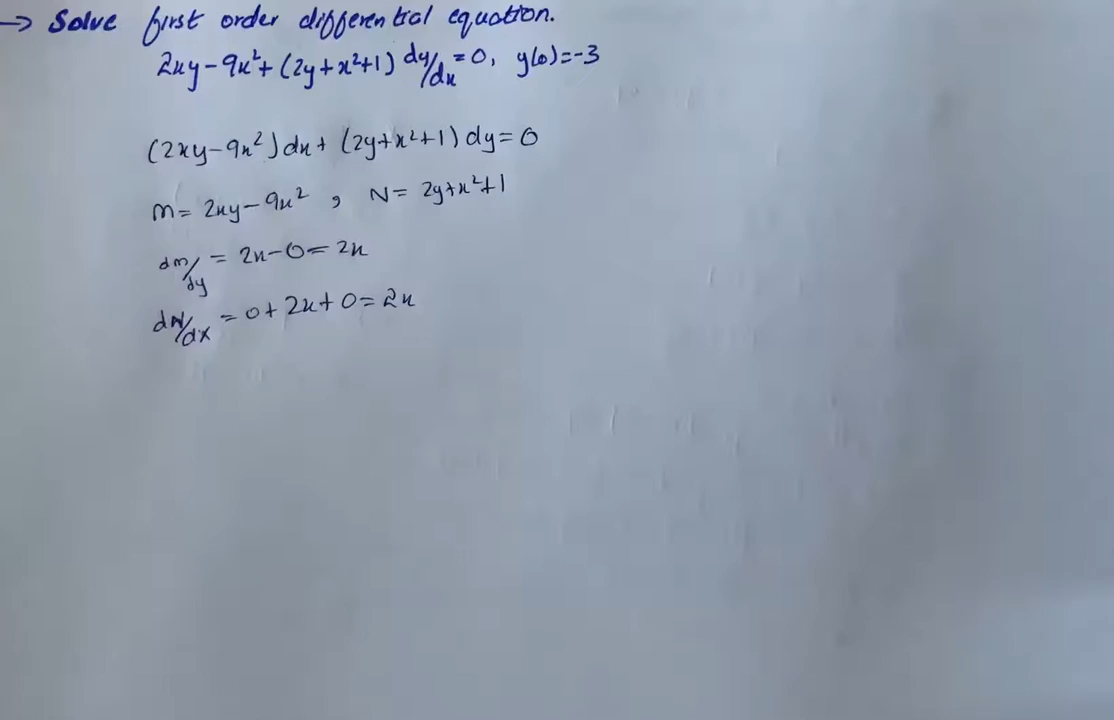 → Solve first order differential equation.
2xy-9x²+(2y+x²+1) dy/dx=0, y(0)=-3
(2xy-9x²)dx+(2y+x²+1)dy=0
m=2xy-9x² , N=2y+x²+1
dm/dy = 2x-0=2x
dN/dx = 0+2x+0=2x